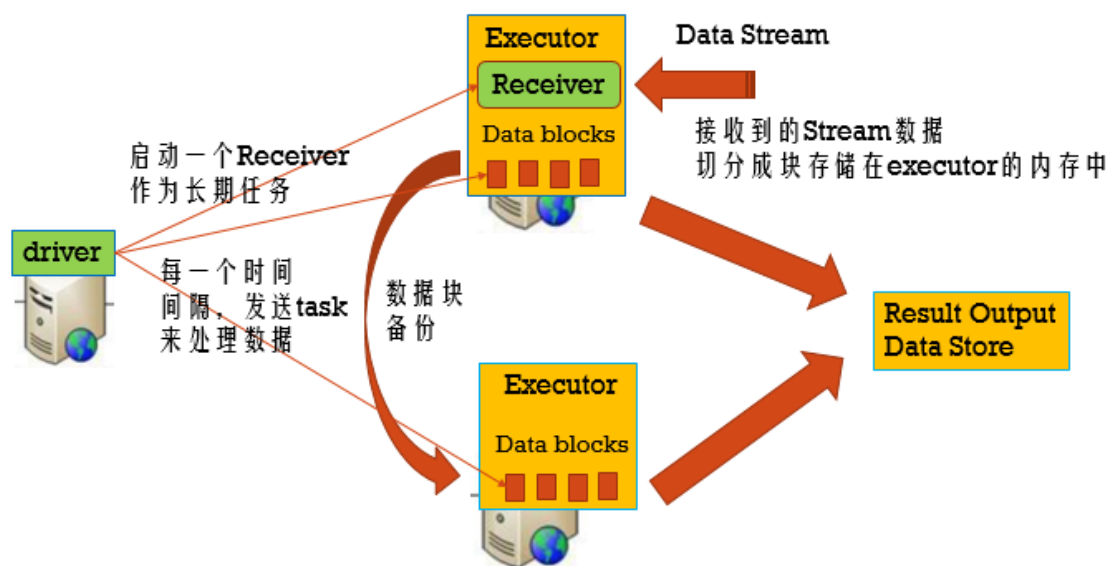 Executor
Receiver
Data blocks
Data Stream
接收到的Stream数据
切分成块存储在executor的内存中
启动一个Receiver
作为长期任务
driver
每一个时间
间隔，发送task
来处理数据
数据块
备份
Executor
Data blocks
Result Output
Data Store